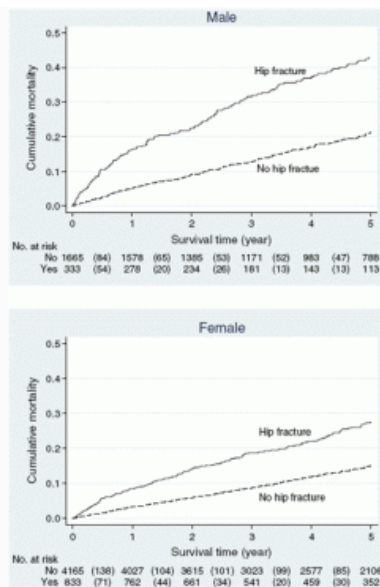 Male
Cumulative mortality
0.5
0.4
0.3
0.2
0.1
0.0
Hip fracture
No hip fractue
0 1 2 3 4 5
Survival time (year)
No. at risk
No 1665 (84) 1578 (65) 1385 (53) 1171 (52) 983 (47) 788
Yes 333 (54) 278 (20) 234 (26) 181 (13) 143 (13) 113
Female
Cumulative mortality
0.5
0.4
0.3
0.2
0.1
0.0
Hip fracture
No hip fracture
0 1 2 3 4 5
Survival time (year)
No. at risk
No 4165 (138) 4027 (104) 3615 (101) 3023 (99) 2577 (85) 2106
Yes 833 (71) 762 (44) 661 (34) 541 (20) 459 (30) 352